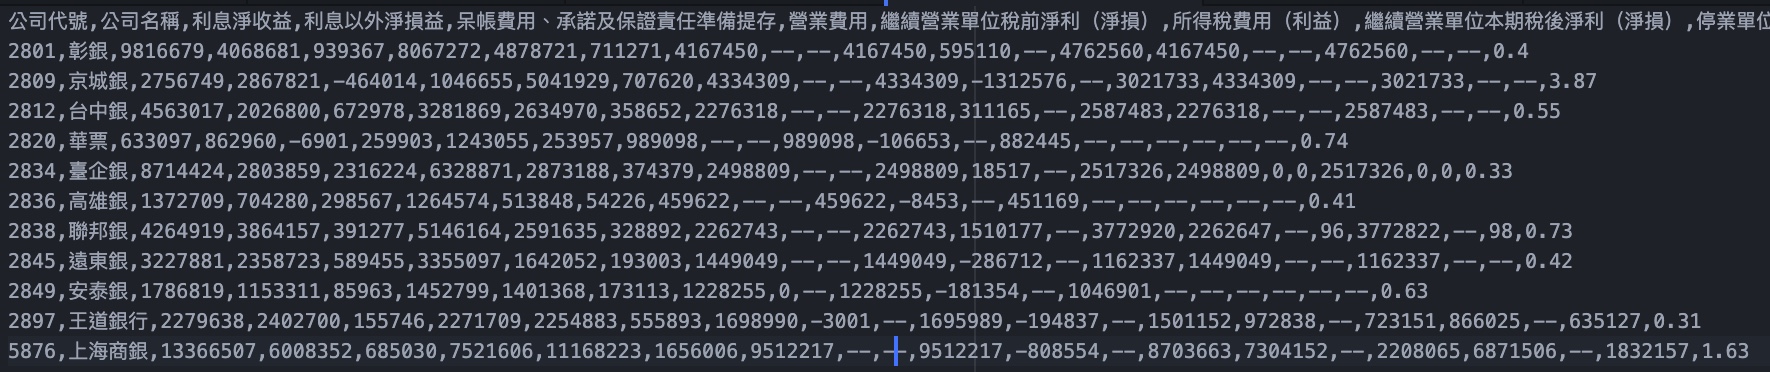 公司代號,公司名稱,利息淨收益,利息以外淨損益,呆帳費用、承諾及保證責任準備提存,營業費用,繼續營業單位稅前淨利（淨損）,所得稅費用（利益）,繼續營業單位本期稅後淨利（淨損）,停業單位
2801,彰銀,9816679,4068681,939367,8067272,4878721,711271,4167450,--,--,4167450,595110,--,4762560,4167450,--,--,4762560,--,--,0.4
2809,京城銀,2756749,2867821,-464014,1046655,5041929,707620,4334309,--,--,4334309,-1312576,--,3021733,4334309,--,--,3021733,--,--,3.87
2812,台中銀,4563017,2026800,672978,3281869,2634970,358652,2276318,--,--,2276318,311165,--,2587483,2276318,--,--,2587483,--,--,0.55
2820,華票,633097,862960,-6901,259903,1243055,253957,989098,--,--,989098,-106653,--,882445,--,--,--,--,--,--,0.74
2834,臺企銀,8714424,2803859,2316224,6328871,2873188,374379,2498809,--,--,2498809,18517,--,2517326,2498809,0,0,2517326,0,0,0.33
2836,高雄銀,1372709,704280,298567,1264574,513848,54226,459622,--,--,459622,-8453,--,451169,--,--,--,--,--,--,0.41
2838,聯邦銀,4264919,3864157,391277,5146164,2591635,328892,2262743,--,--,2262743,1510177,--,3772920,2262647,--,96,3772822,--,98,0.73
2845,遠東銀,3227881,2358723,589455,3355097,1642052,193003,1449049,--,--,1449049,-286712,--,1162337,1449049,--,--,1162337,--,--,0.42
2849,安泰銀,1786819,1153311,85963,1452799,1401368,173113,1228255,0,--,1228255,-181354,--,1046901,--,--,--,--,--,--,0.63
2897,王道銀行,2279638,2402700,155746,2271709,2254883,555893,1698990,-3001,--,1695989,-194837,--,1501152,972838,--,723151,866025,--,635127,0.31
5876,上海商銀,13366507,6008352,685030,7521606,11168223,1656006,9512217,--,--,9512217,-808554,--,8703663,7304152,--,2208065,6871506,--,1832157,1.63